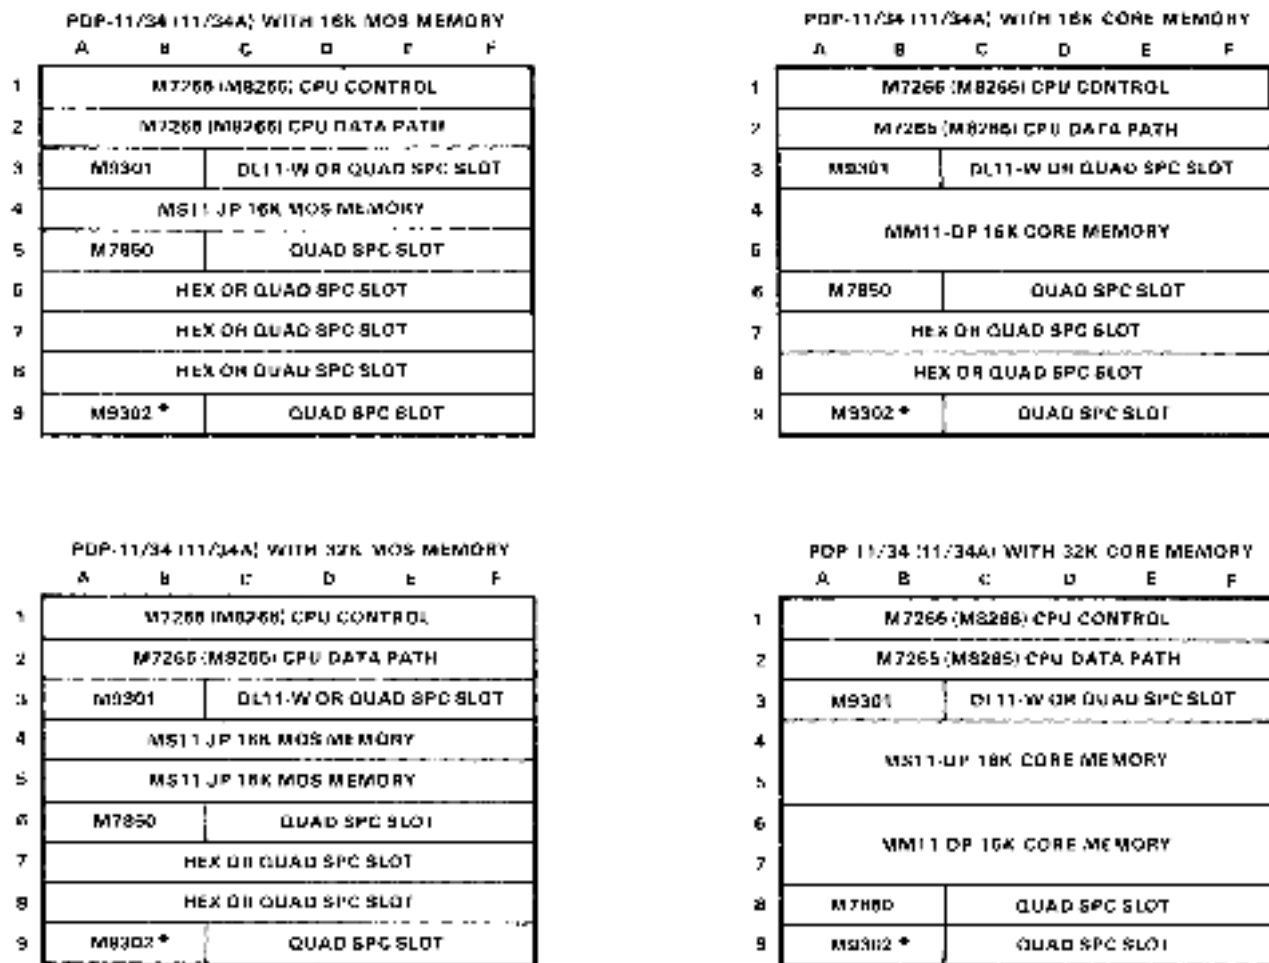 PDP-11/34 (11/34A) WITH 16K MOS MEMORY
A B C D E F
1 M7266 (M8266) CPU CONTROL
2 M7266 (M8266) CPU DATA PATH
3 M9301 DL11-W OR QUAD SPC SLOT
4 MS11-JP 16K MOS MEMORY
5 M7850 QUAD SPC SLOT
6 HEX OR QUAD SPC SLOT
7 HEX OR QUAD SPC SLOT
8 HEX OR QUAD SPC SLOT
9 M9302 * QUAD SPC SLOT
PDP-11/34 (11/34A) WITH 16K CORE MEMORY
A B C D E F
1 M7266 (M8266) CPU CONTROL
2 M7265 (M8266) CPU DATA PATH
3 M9301 DL11-W OR QUAD SPC SLOT
4
MM11-DP 16K CORE MEMORY
5
6 M7850 QUAD SPC SLOT
7 HEX OR QUAD SPC SLOT
8 HEX OR QUAD SPC SLOT
9 M9302 * QUAD SPC SLOT
PDP-11/34 (11/34A) WITH 32K MOS MEMORY
A B C D E F
1 M7266 (M8266) CPU CONTROL
2 M7265 (M8265) CPU DATA PATH
3 M9301 DL11-W OR QUAD SPC SLOT
4 MS11-JP 16K MOS MEMORY
5 MS11-JP 16K MOS MEMORY
6 M7850 QUAD SPC SLOT
7 HEX OR QUAD SPC SLOT
8 HEX OR QUAD SPC SLOT
9 M9302 * QUAD SPC SLOT
PDP-11/34 (11/34A) WITH 32K CORE MEMORY
A B C D E F
1 M7266 (M8266) CPU CONTROL
2 M7265 (M8265) CPU DATA PATH
3 M9301 DL11-W OR QUAD SPC SLOT
4
MS11-DP 16K CORE MEMORY
5
6
MM11-DP 16K CORE MEMORY
7
8 M7850 QUAD SPC SLOT
9 M9302 * QUAD SPC SLOT